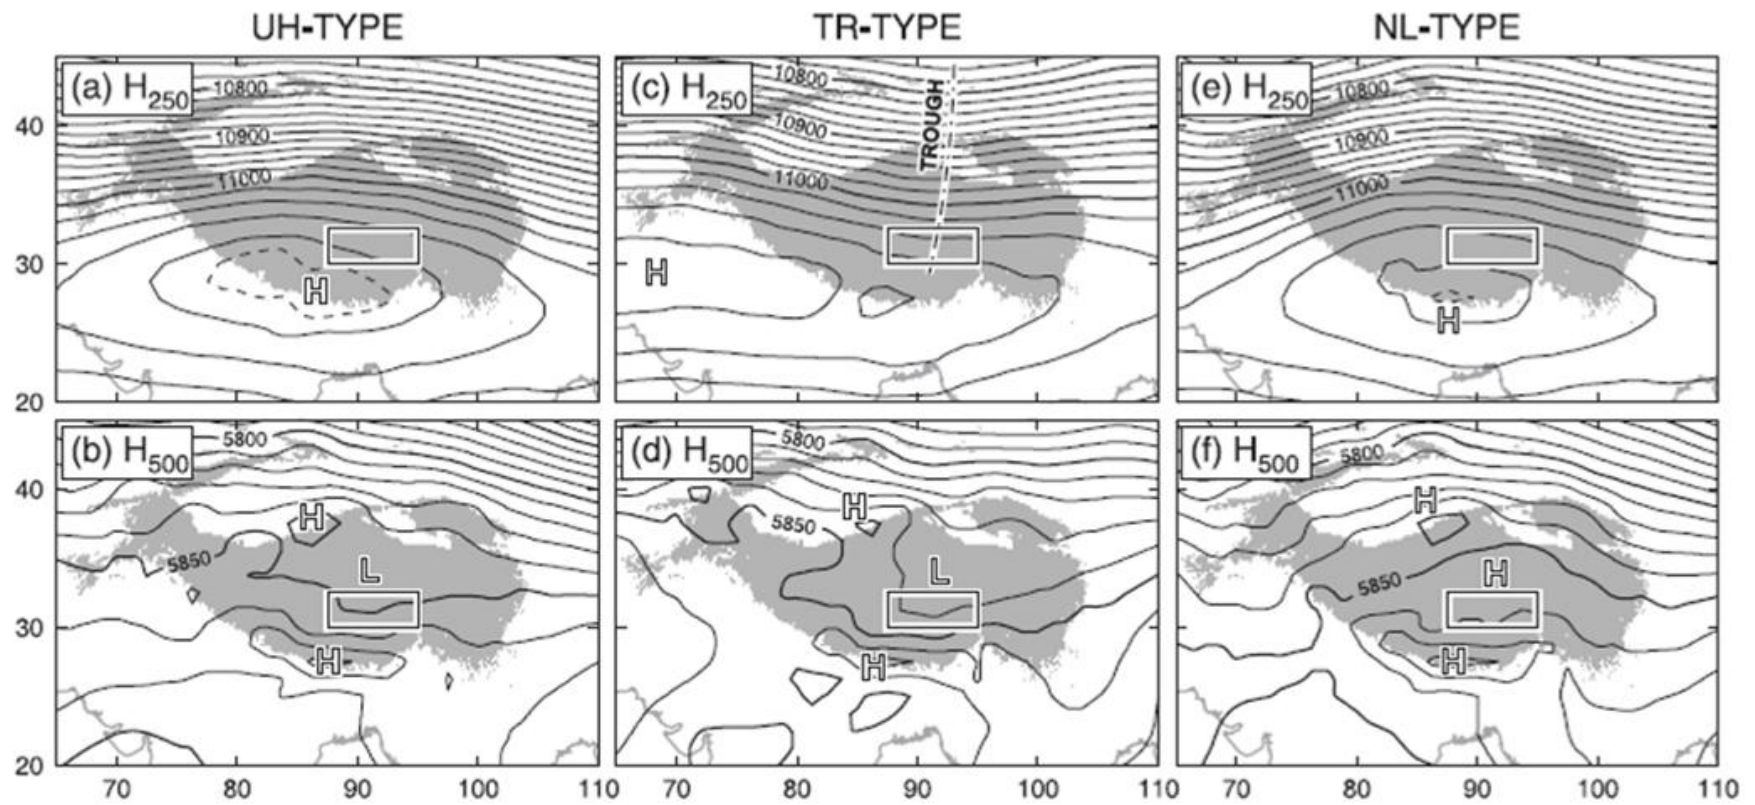 UH-TYPE TR-TYPE NL-TYPE
(a) H250 (c) H250 (e) H250
10800 10800 10800
10900 10900 10900
TROUGH
11000 11000 11000
40
30
20
H H H
(b) H500 (d) H500 (f) H500
5800 5800 5800
H H H
5850 5850 5850
L L H
H H H
40
30
20
70 80 90 100 110 70 80 90 100 110 70 80 90 100 110